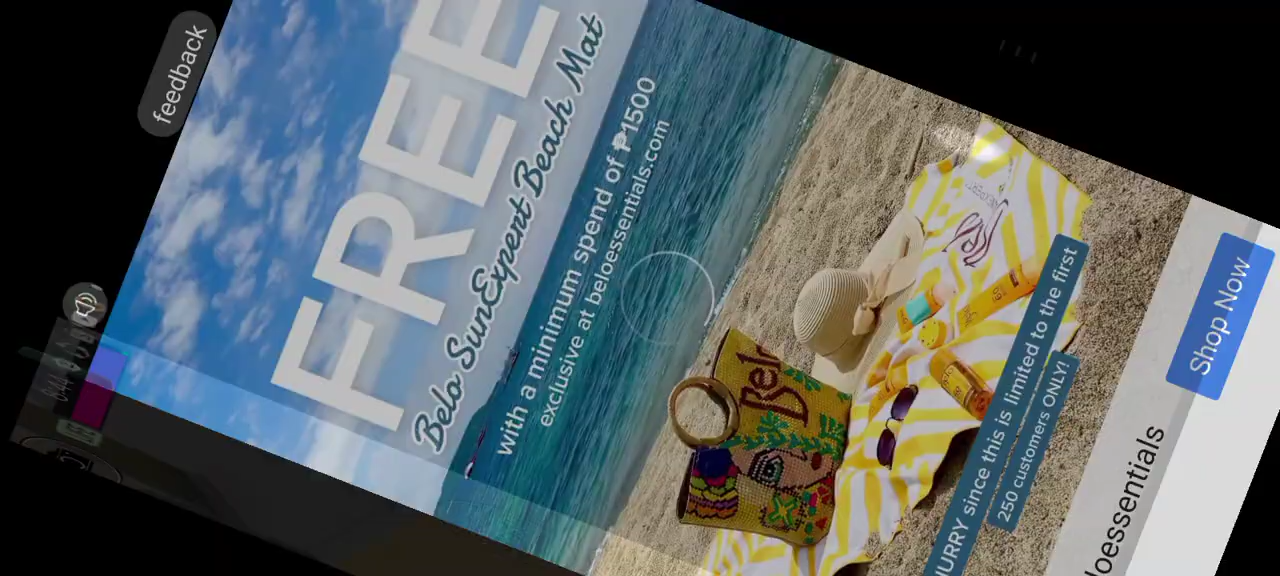 feedback
FREE
Belo SunExpert Beach Mat
with a minimum spend of ₱1500
exclusive at beloessentials.com
HURRY since this is limited to the first
250 customers ONLY!
loessentials
Shop Now